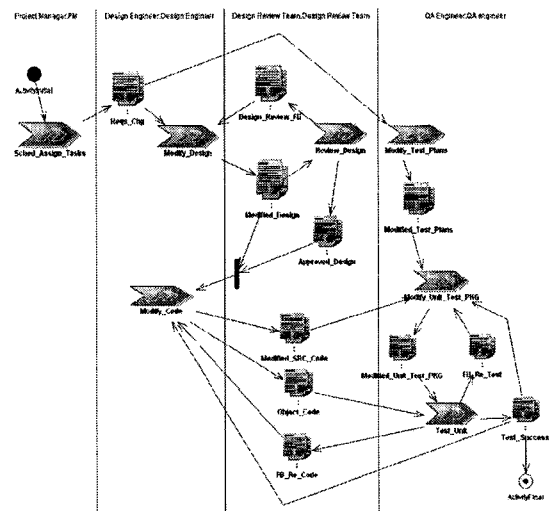 Project Manager:PM
Design Engineer:Design Engineer
Design Review Team:Design Review Team
QA Engineer:QA engineer
ActivityInitial
Reqs_Chg
Design_Review_FB
Sched_Assign_Tasks
Modify_Design
Review_Design
Modify_Test_Plans
Modified_Design
Modified_Test_Plans
Approved_Design
Modify_Code
Modify_Unit_Test_PKG
Modified_SRC_Code
Modified_Unit_Test_PKG
FB_Re_Test
Object_Code
Test_Unit
Test_Success
FB_Re_Code
ActivityFinal